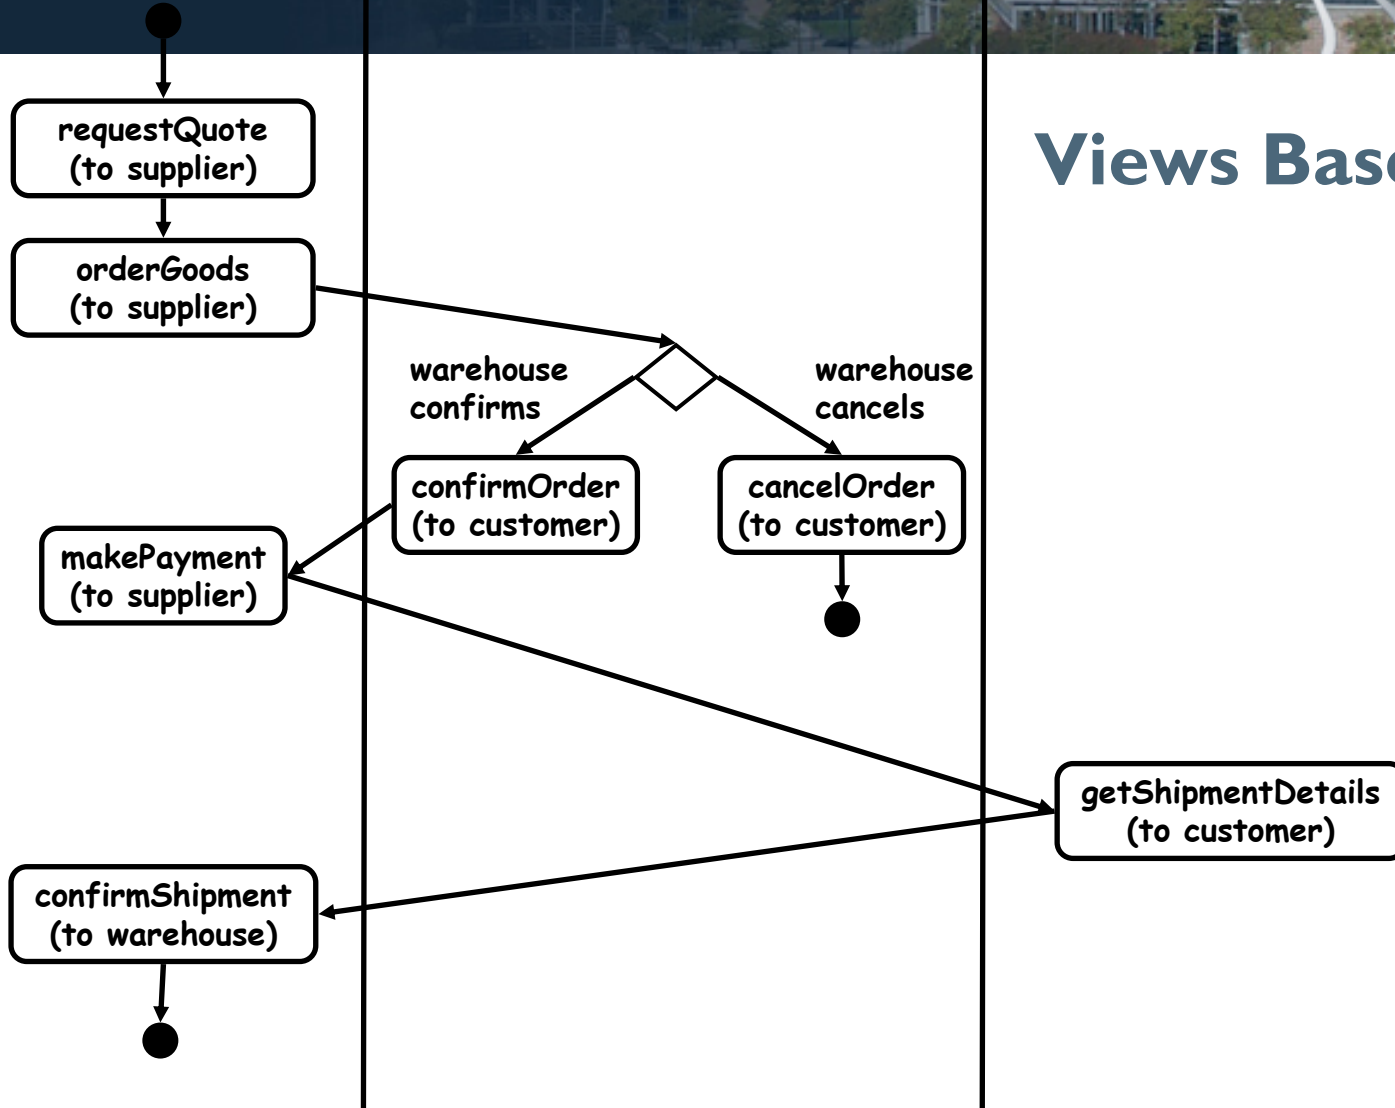 requestQuote
(to supplier)
Views Bas
orderGoods
(to supplier)
warehouse
confirms
warehouse
cancels
confirmOrder
(to customer)
cancelOrder
(to customer)
makePayment
(to supplier)
getShipmentDetails
(to customer)
confirmShipment
(to warehouse)